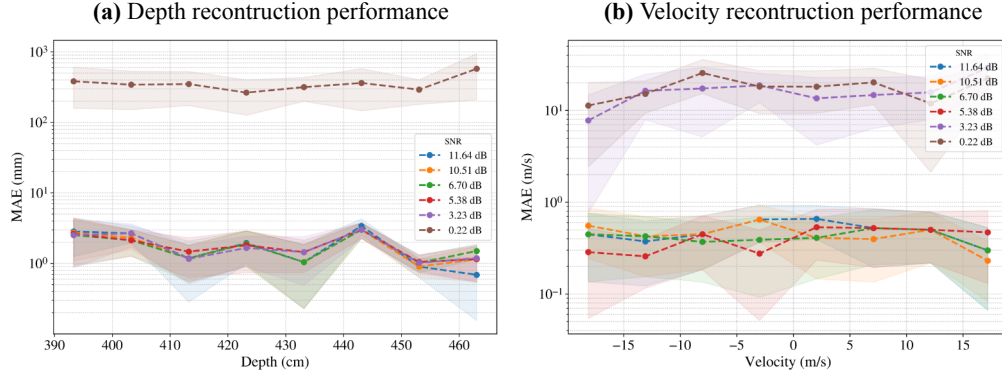 (a) Depth recontruction performance
10³
10²
10¹
10⁰
MAE (mm)
SNR
11.64 dB
10.51 dB
6.70 dB
5.38 dB
3.23 dB
0.22 dB
390 400 410 420 430 440 450 460
Depth (cm)
(b) Velocity recontruction performance
10¹
10⁰
10⁻¹
MAE (m/s)
SNR
11.64 dB
10.51 dB
6.70 dB
5.38 dB
3.23 dB
0.22 dB
−15 −10 −5 0 5 10 15
Velocity (m/s)